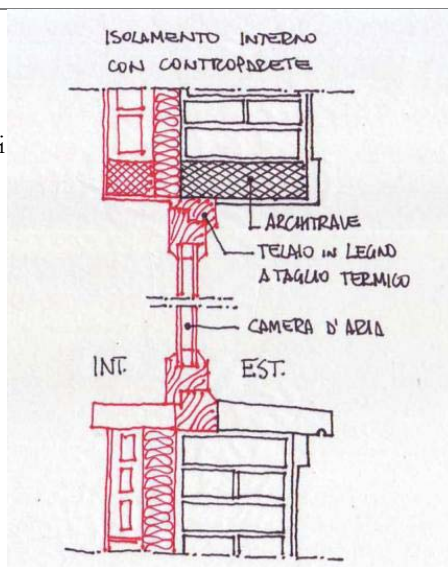 ISOLAMENTO INTERNO
CON CONTROPARETE
i
ARCHITRAVE
TELAIO IN LEGNO
A TAGLIO TERMICO
CAMERA D'ARIA
INT.
EST.